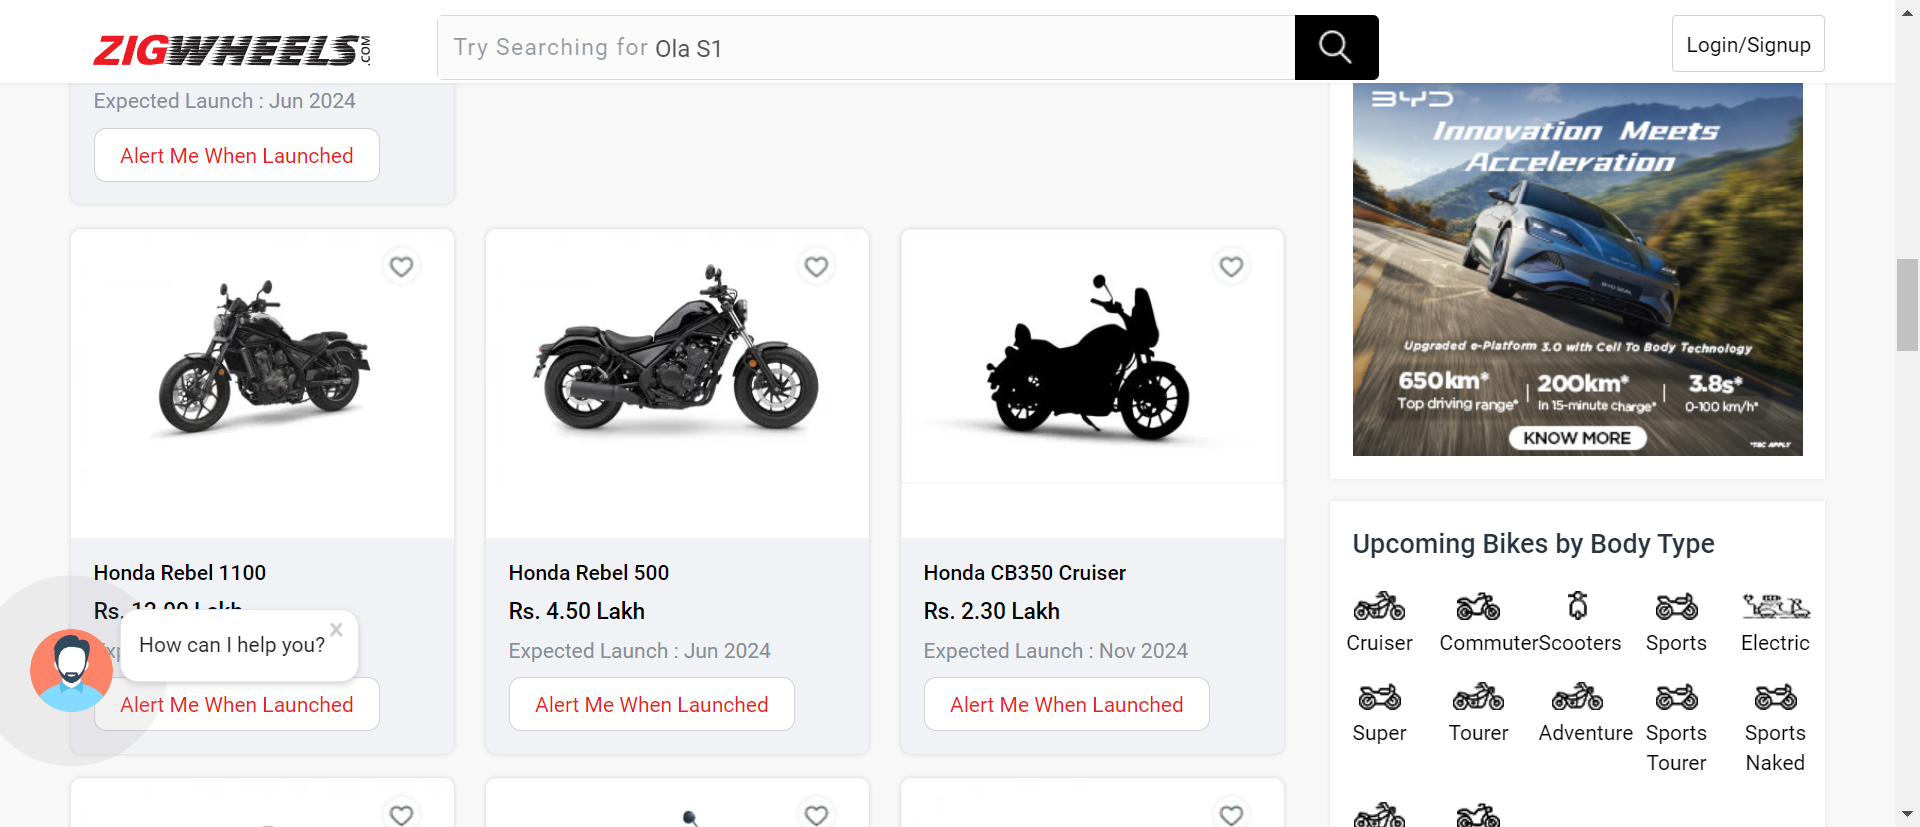 ZIGWHEELS.COM
Try Searching for Ola S1
Login/Signup
Expected Launch : Jun 2024
Alert Me When Launched
BYD
Innovation Meets
Acceleration
BYD SEAL
Upgraded e-Platform 3.0 with Cell To Body Technology
650km* 200km* 3.8s*
Top driving range* In 15-minute charge* 0-100 km/h*
KNOW MORE
*T&C APPLY
Honda Rebel 1100
Rs. 12.00 Lakh
Alert Me When Launched
Honda Rebel 500
Rs. 4.50 Lakh
Expected Launch : Jun 2024
Alert Me When Launched
Honda CB350 Cruiser
Rs. 2.30 Lakh
Expected Launch : Nov 2024
Alert Me When Launched
How can I help you?
x
Upcoming Bikes by Body Type
Cruiser Commuter Scooters Sports Electric
Super Tourer Adventure Sports Sports
Tourer Naked